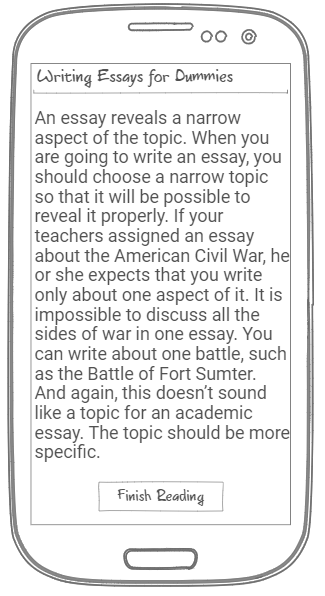 Writing Essays for Dummies
An essay reveals a narrow
aspect of the topic. When you
are going to write an essay, you
should choose a narrow topic
so that it will be possible to
reveal it properly. If your
teachers assigned an essay
about the American Civil War, he
or she expects that you write
only about one aspect of it. It is
impossible to discuss all the
sides of war in one essay. You
can write about one battle, such
as the Battle of Fort Sumter.
And again, this doesn't sound
like a topic for an academic
essay. The topic should be more
specific.
Finish Reading